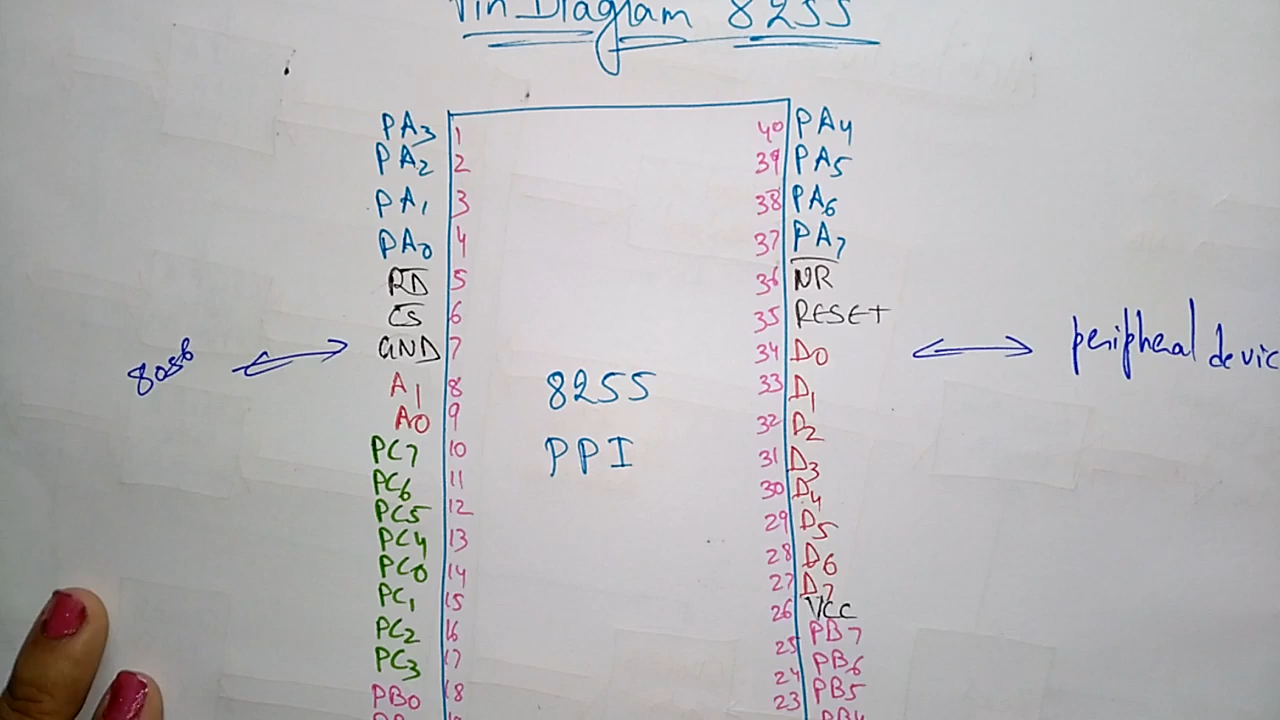 Pin Diagram 8255
PA3 1 40 PA4
PA2 2 39 PA5
PA1 3 38 PA6
PA0 4 37 PA7
RD 5 36 WR
CS 6 35 RESET
8086 GND 7 34 D0 peripheral devic
A1 8 8255 33 D1
A0 9 32 D2
PC7 10 PPI 31 D3
PC6 11 30 D4
PC5 12 29 D5
PC4 13 28 D6
PC0 14 27 D7
PC1 15 26 VCC
PC2 16 25 PB7
PC3 17 24 PB6
PB0 18 23 PB5
PB4